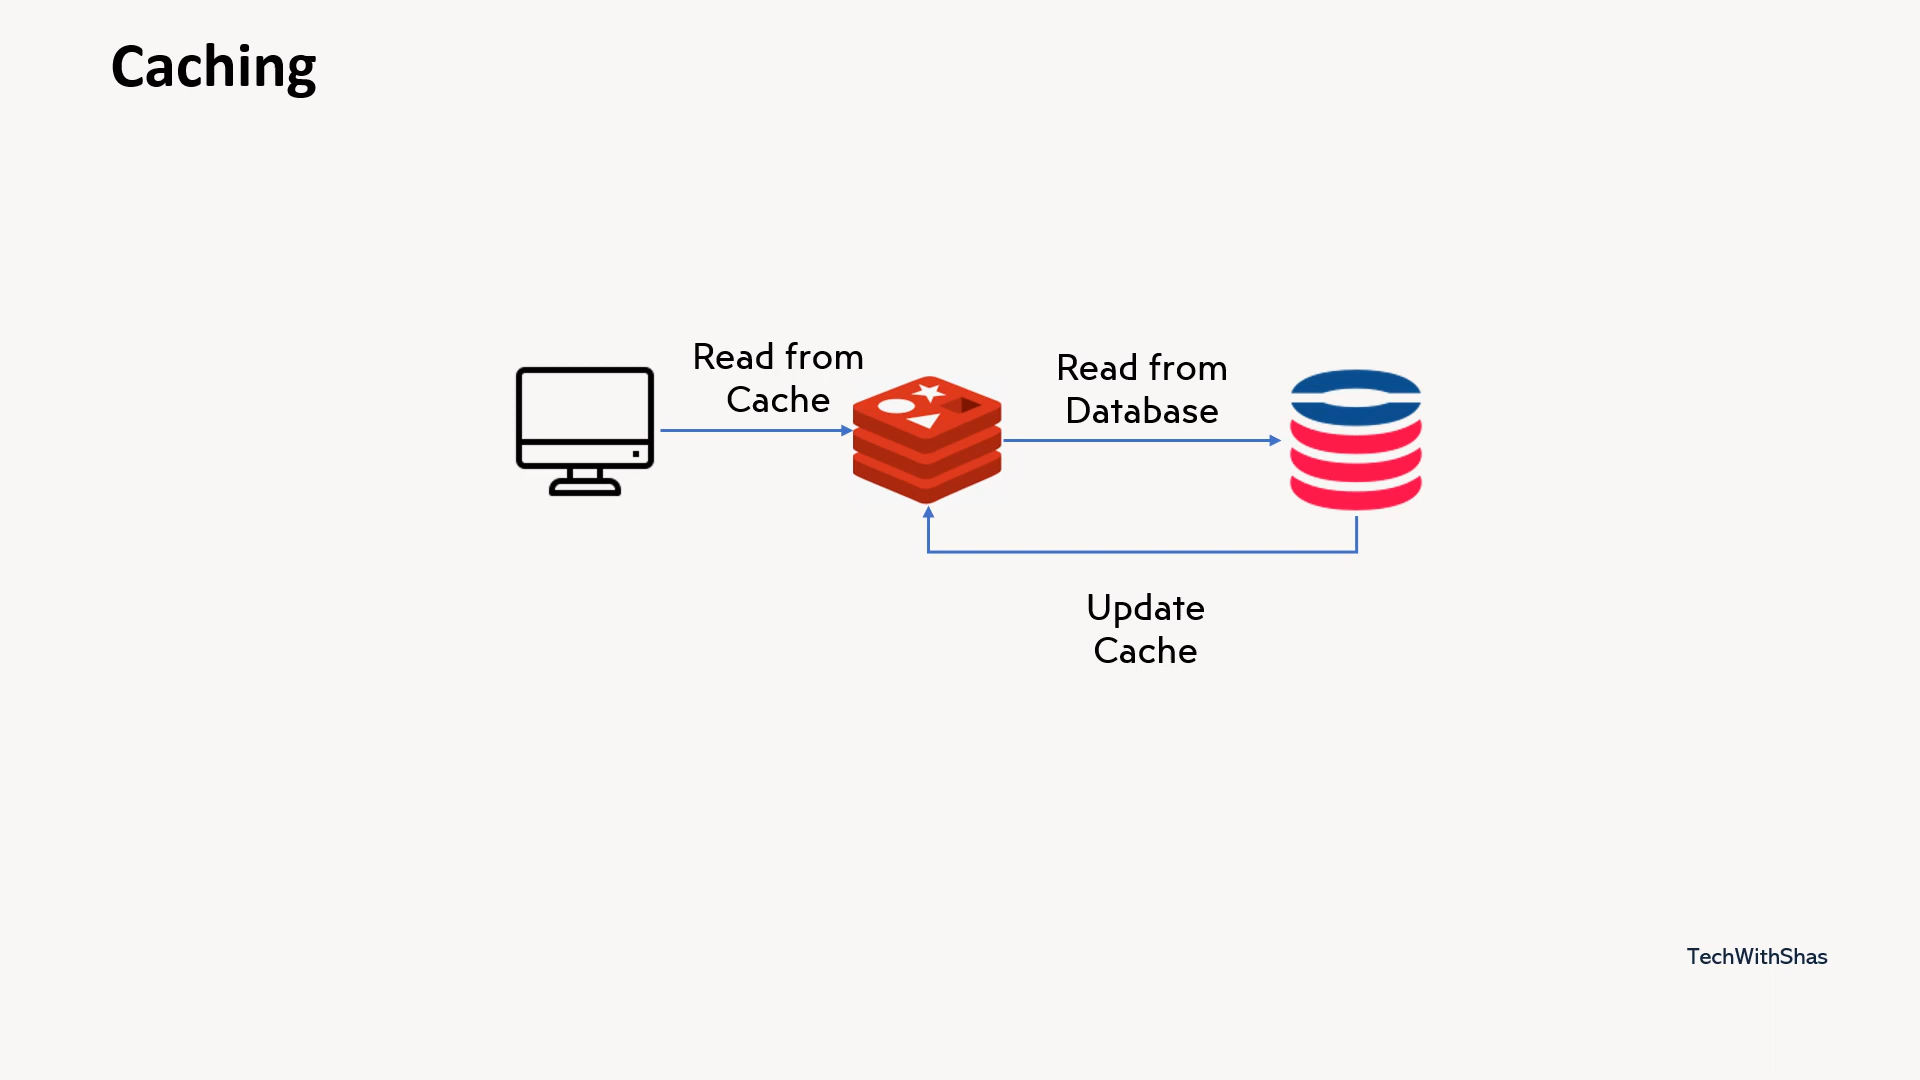 Caching
Read from
Cache
Read from
Database
Update
Cache
TechWithShas